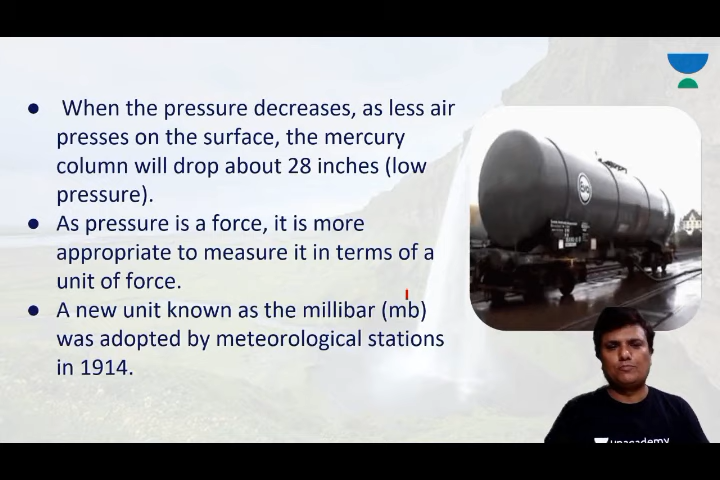 ● When the pressure decreases, as less air
presses on the surface, the mercury
column will drop about 28 inches (low
pressure).
● As pressure is a force, it is more
appropriate to measure it in terms of a
unit of force.
● A new unit known as the millibar (mb)
was adopted by meteorological stations
in 1914.
unacademy